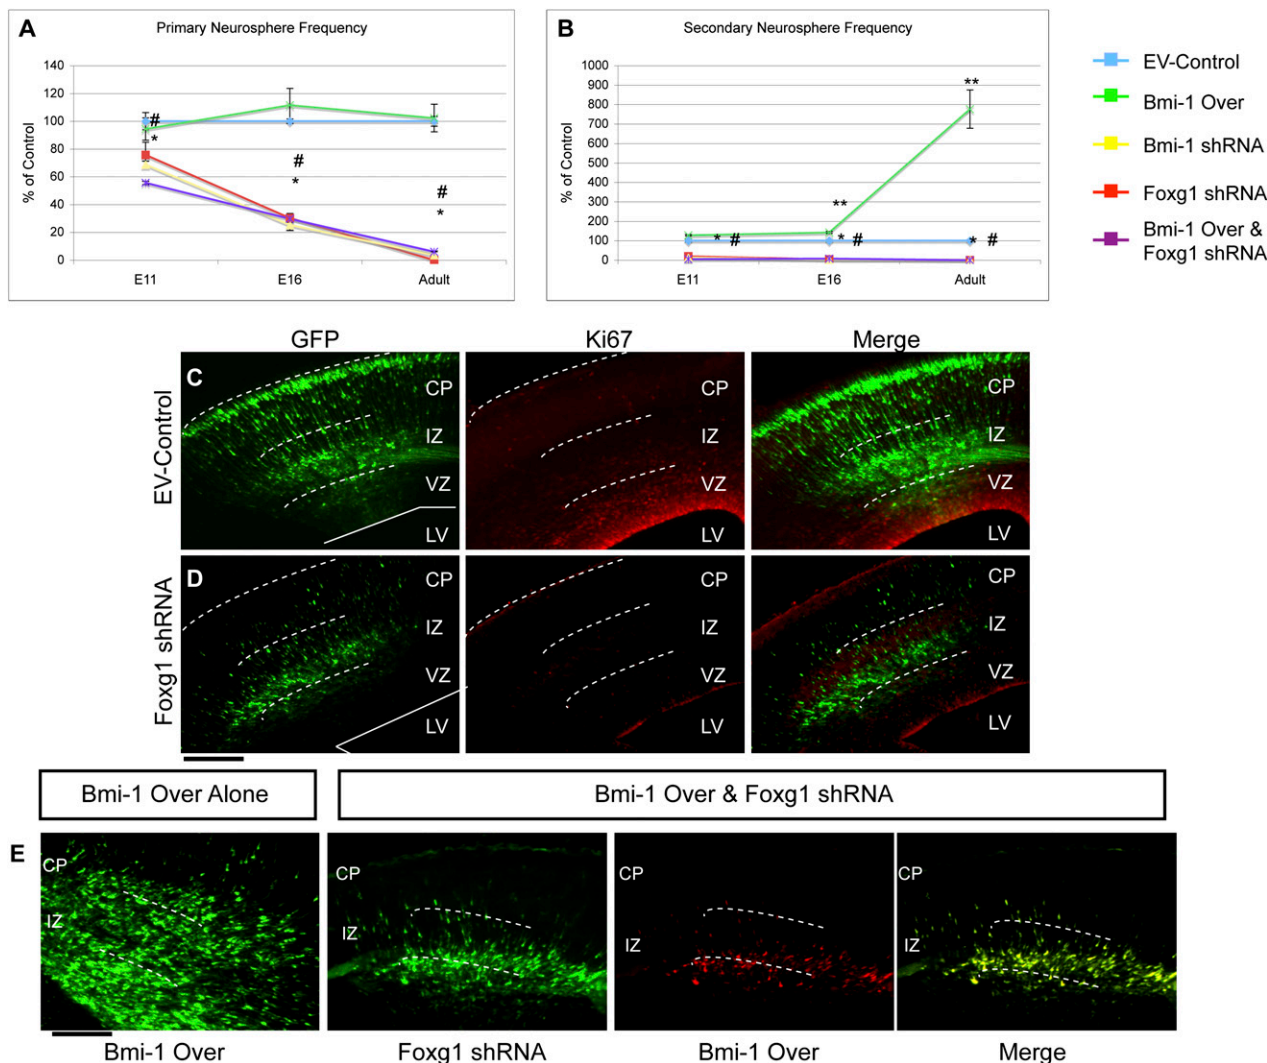 A
Primary Neurosphere Frequency
% of Control
140
120
100
80
60
40
20
0
#
*
#
*
#
*
E11
E16
Adult
B
Secondary Neurosphere Frequency
% of Control
1000
900
800
700
600
500
400
300
200
100
0
**
**
* #
* #
* #
E11
E16
Adult
EV-Control
Bmi-1 Over
Bmi-1 shRNA
Foxg1 shRNA
Bmi-1 Over &
Foxg1 shRNA
GFP
Ki67
Merge
EV-Control
C
CP
IZ
VZ
LV
CP
IZ
VZ
LV
CP
IZ
VZ
LV
Foxg1 shRNA
D
CP
IZ
VZ
LV
CP
IZ
VZ
LV
CP
IZ
VZ
LV
Bmi-1 Over Alone
Bmi-1 Over & Foxg1 shRNA
E
CP
IZ
CP
IZ
CP
IZ
CP
IZ
Bmi-1 Over
Foxg1 shRNA
Bmi-1 Over
Merge